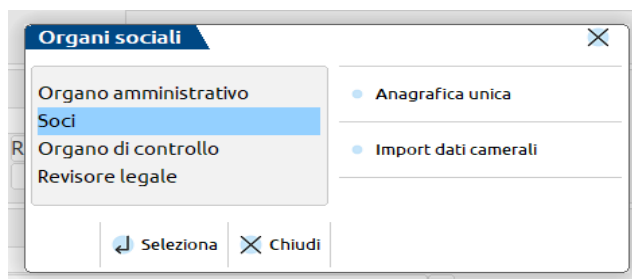 Organi sociali
Organo amministrativo
Soci
Organo di controllo
Revisore legale
Anagrafica unica
Import dati camerali
Seleziona
Chiudi
R